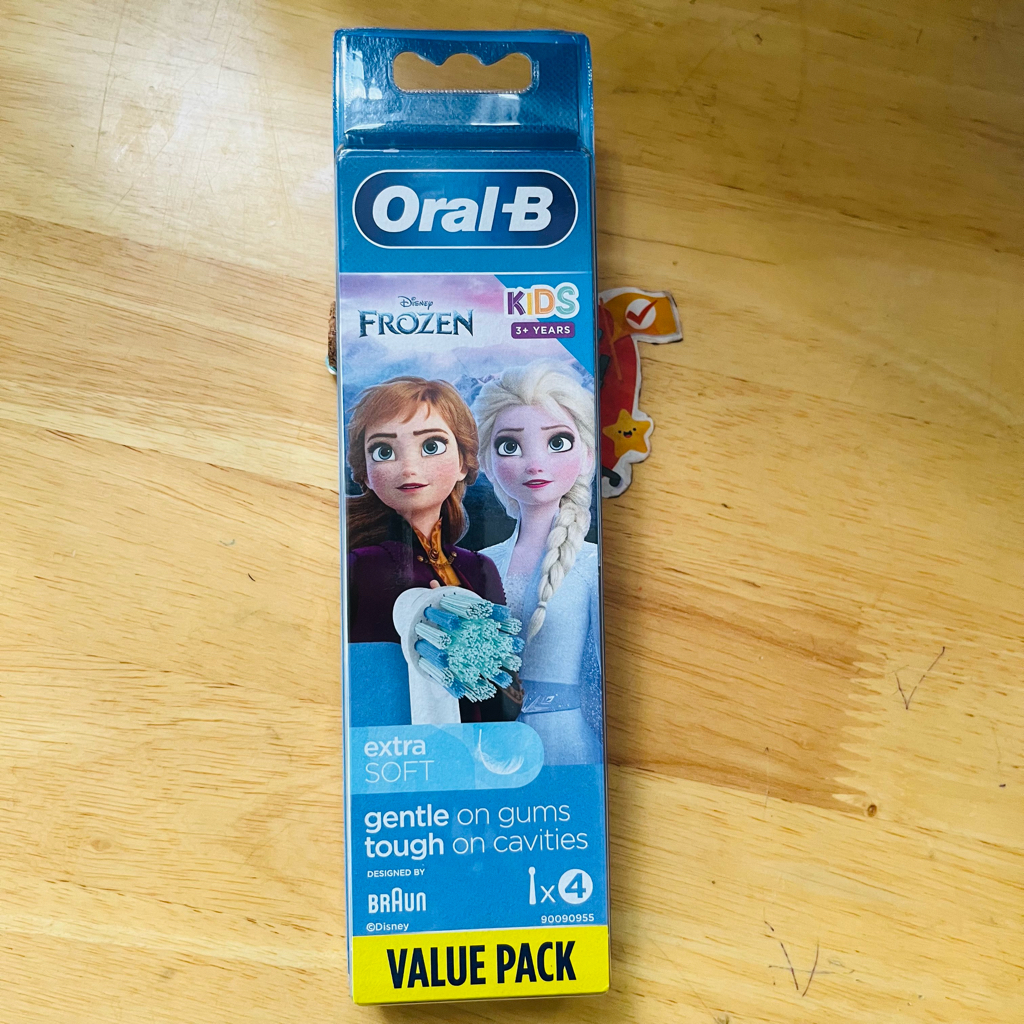 Oral-B
Disney
FROZEN
KIDS
3+ YEARS
extra
SOFT
gentle on gums
tough on cavities
DESIGNED BY
BRAUN
x 4
©Disney
90090955
VALUE PACK